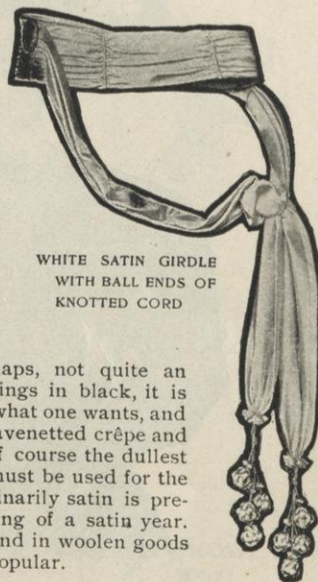 WHITE SATIN GIRDLE
WITH BALL ENDS OF
KNOTTED CORD
aps, not quite an
ings in black, it is
what one wants, and
avenetted crêpe and
f course the dullest
must be used for the
inarily satin is pre-
ng of a satin year.
nd in woolen goods
opular.